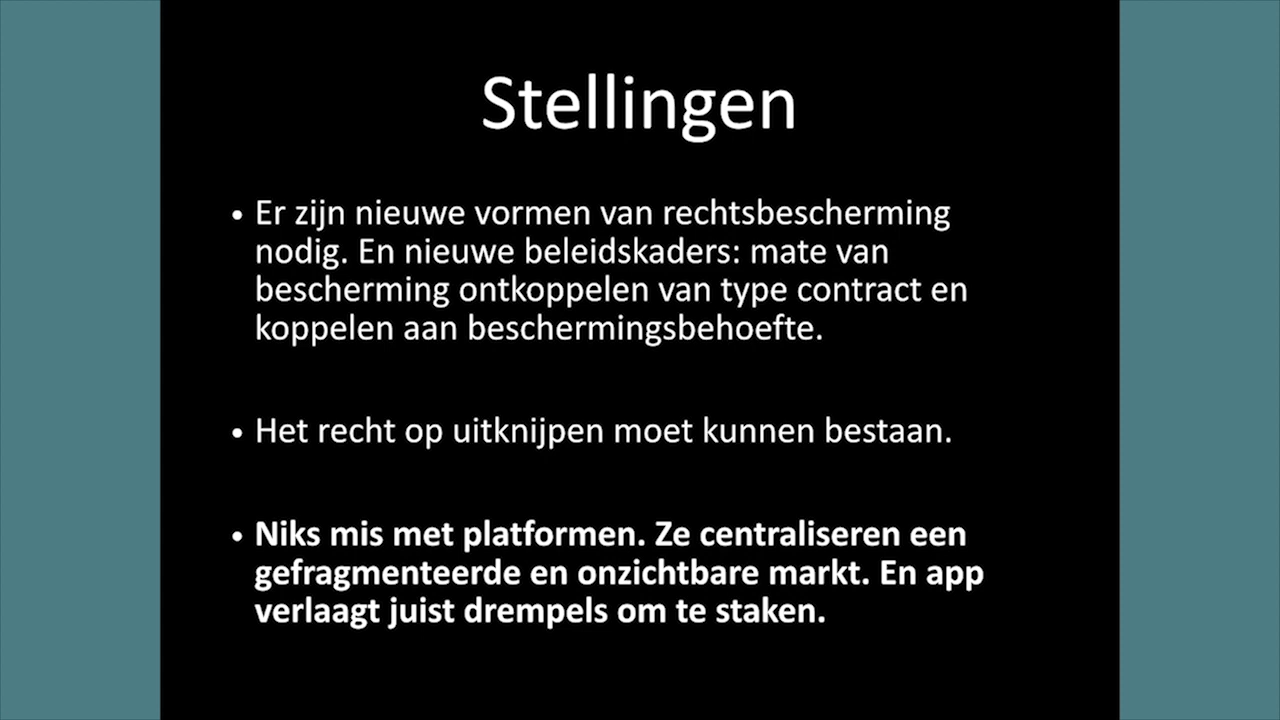 Stellingen
• Er zijn nieuwe vormen van rechtsbescherming
nodig. En nieuwe beleidskaders: mate van
bescherming ontkoppelen van type contract en
koppelen aan beschermingsbehoefte.
• Het recht op uitknijpen moet kunnen bestaan.
• Niks mis met platformen. Ze centraliseren een
gefragmenteerde en onzichtbare markt. En app
verlaagt juist drempels om te staken.